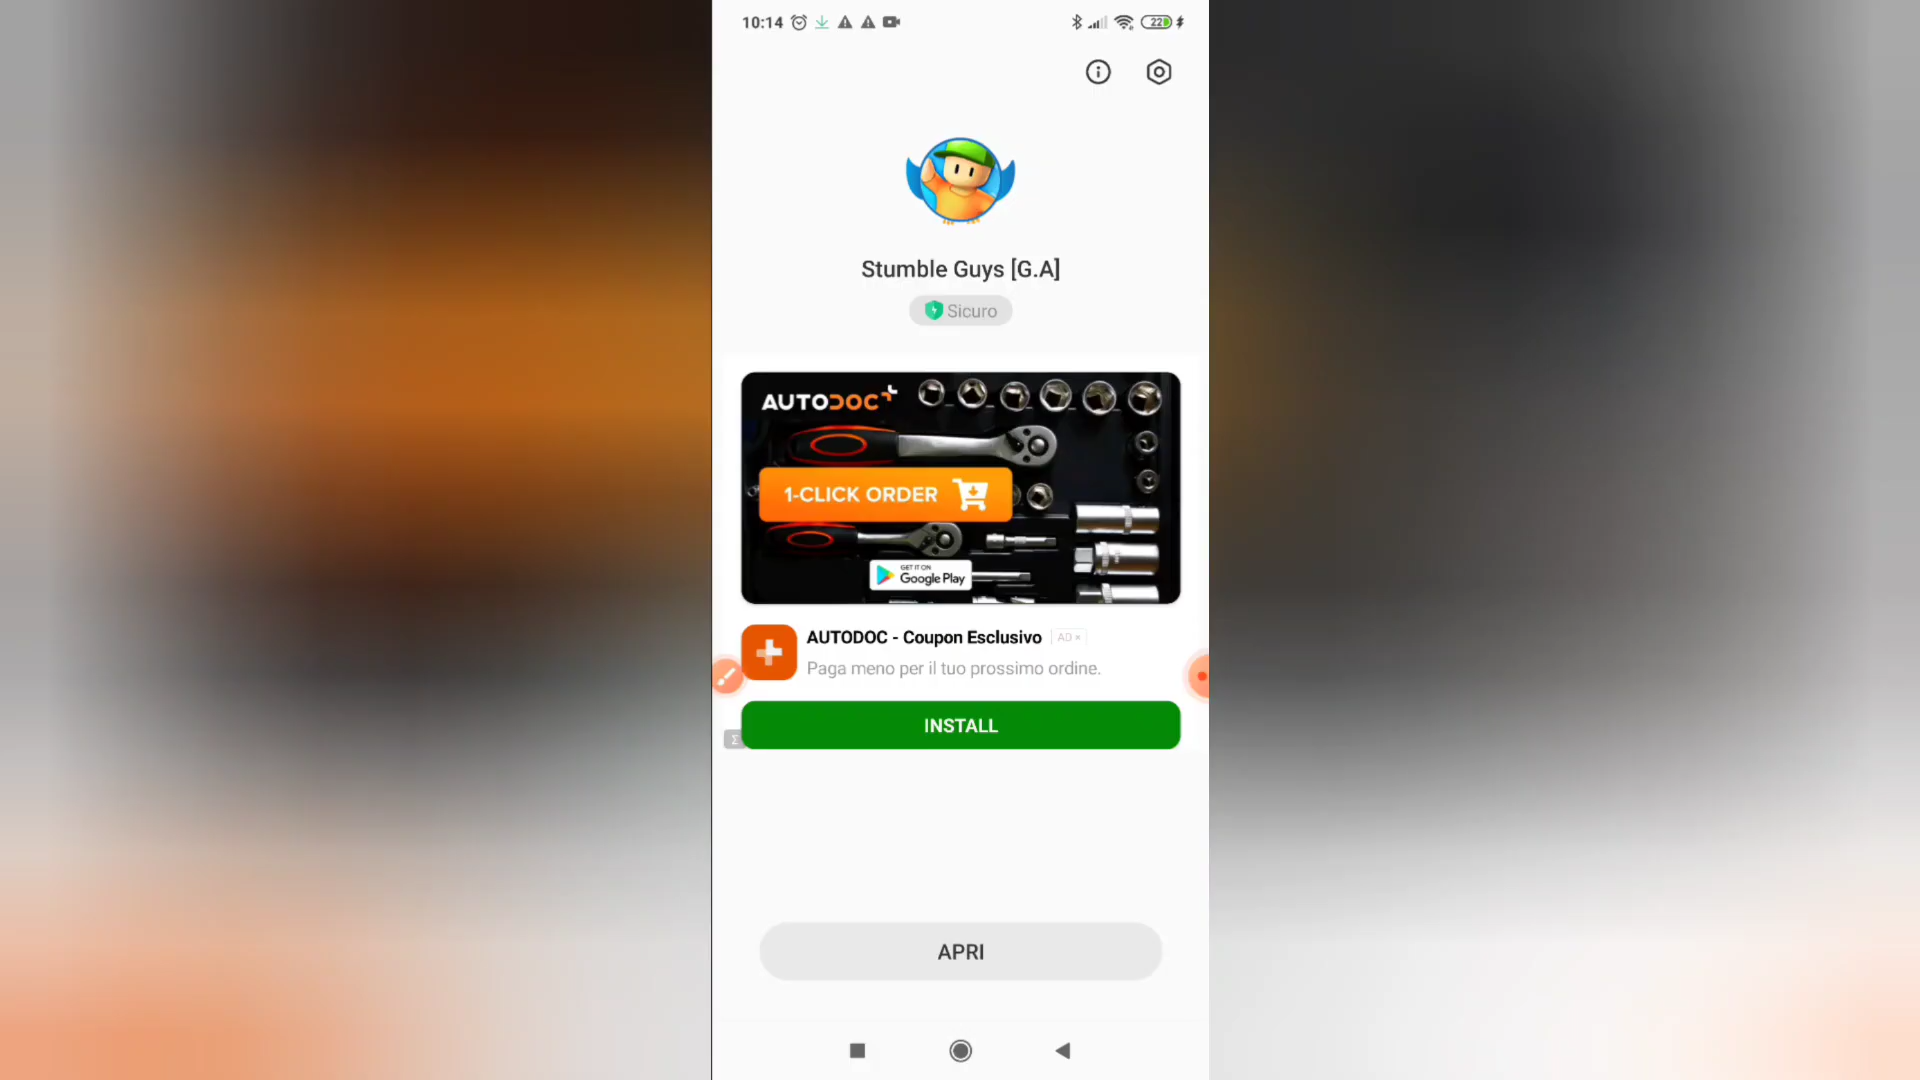 10:14
22
Stumble Guys [G.A]
Sicuro
AUTODOC
1-CLICK ORDER
GET IT ON
Google Play
AUTODOC - Coupon Esclusivo
AD ×
Paga meno per il tuo prossimo ordine.
INSTALL
Σ
APRI